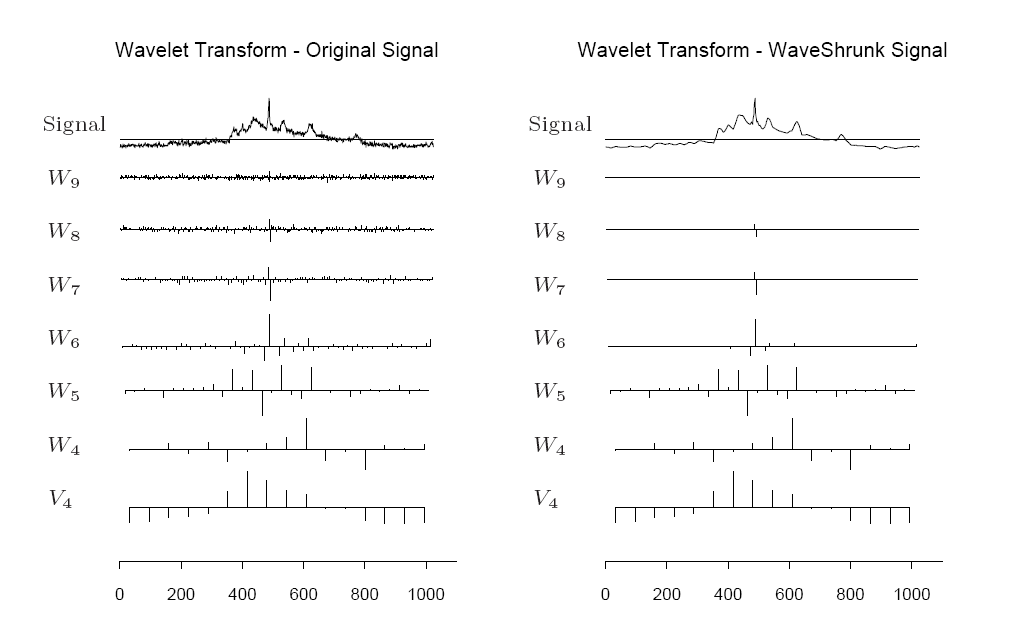 Wavelet Transform - Original Signal
Signal
W9
W8
W7
W6
W5
W4
V4
0 200 400 600 800 1000
Wavelet Transform - WaveShrunk Signal
Signal
W9
W8
W7
W6
W5
W4
V4
0 200 400 600 800 1000